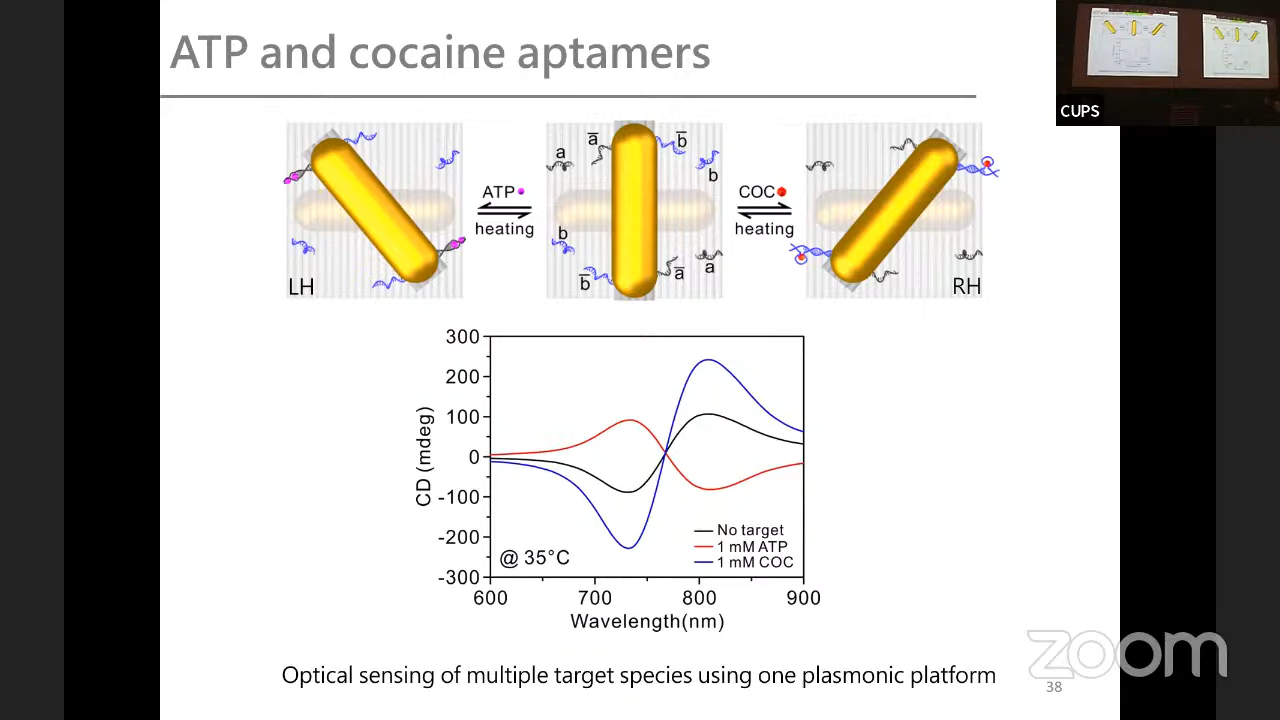 ATP and cocaine aptamers
CUPS
LH
ATP
heating
a
a̅
b̅
b
b
b̅
a̅
a
COC
heating
RH
300
200
100
0
-100
-200
-300
CD (mdeg)
@ 35°C
No target
1 mM ATP
1 mM COC
600 700 800 900
Wavelength(nm)
Optical sensing of multiple target species using one plasmonic platform
zoom
38